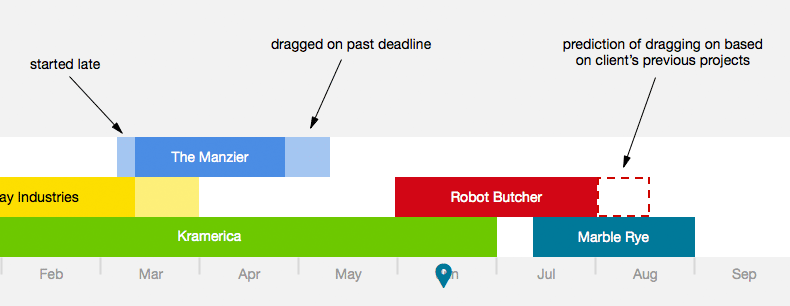 dragged on past deadline
prediction of dragging on based
on client's previous projects
started late
The Manzier
ay Industries
Robot Butcher
Kramerica
Marble Rye
Feb
Mar
Apr
May
n
Jul
Aug
Sep